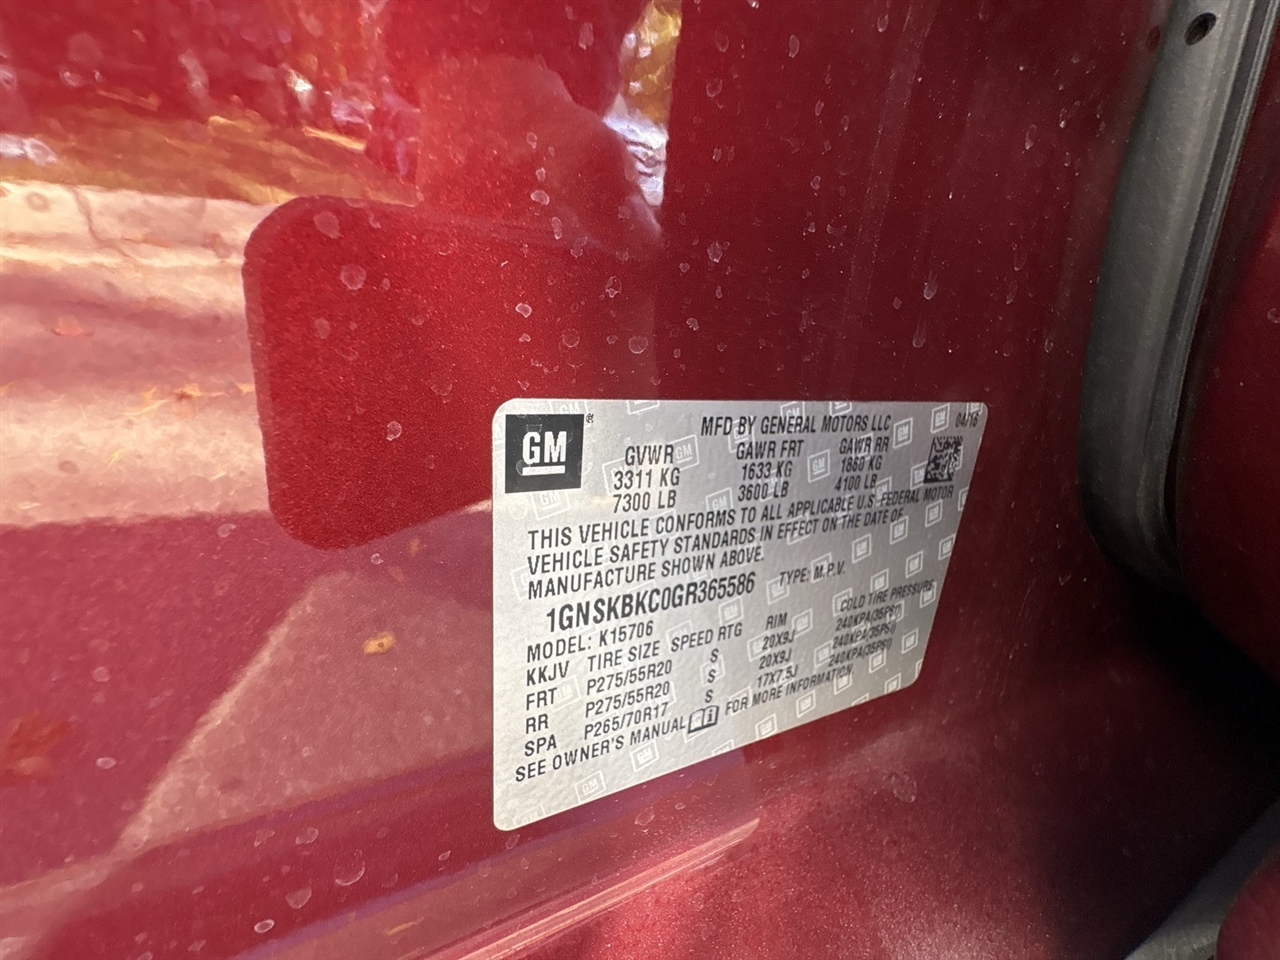 GM ®
MFD BY GENERAL MOTORS LLC 04/16
GVWR GAWR FRT GAWR RR
3311 KG 1633 KG 1860 KG
7300 LB 3600 LB 4100 LB
THIS VEHICLE CONFORMS TO ALL APPLICABLE U.S. FEDERAL MOTOR
VEHICLE SAFETY STANDARDS IN EFFECT ON THE DATE OF
MANUFACTURE SHOWN ABOVE.
1GNSKBKC0GR365586 TYPE: M.P.V.
MODEL: K15706
KKJV TIRE SIZE SPEED RTG RIM COLD TIRE PRESSURE
FRT P275/55R20 S 20X9J 240KPA(35PSI)
RR P275/55R20 S 20X9J 240KPA(35PSI)
SPA P265/70R17 S 17X7.5J 240KPA(35PSI)
SEE OWNER'S MANUAL FOR MORE INFORMATION.